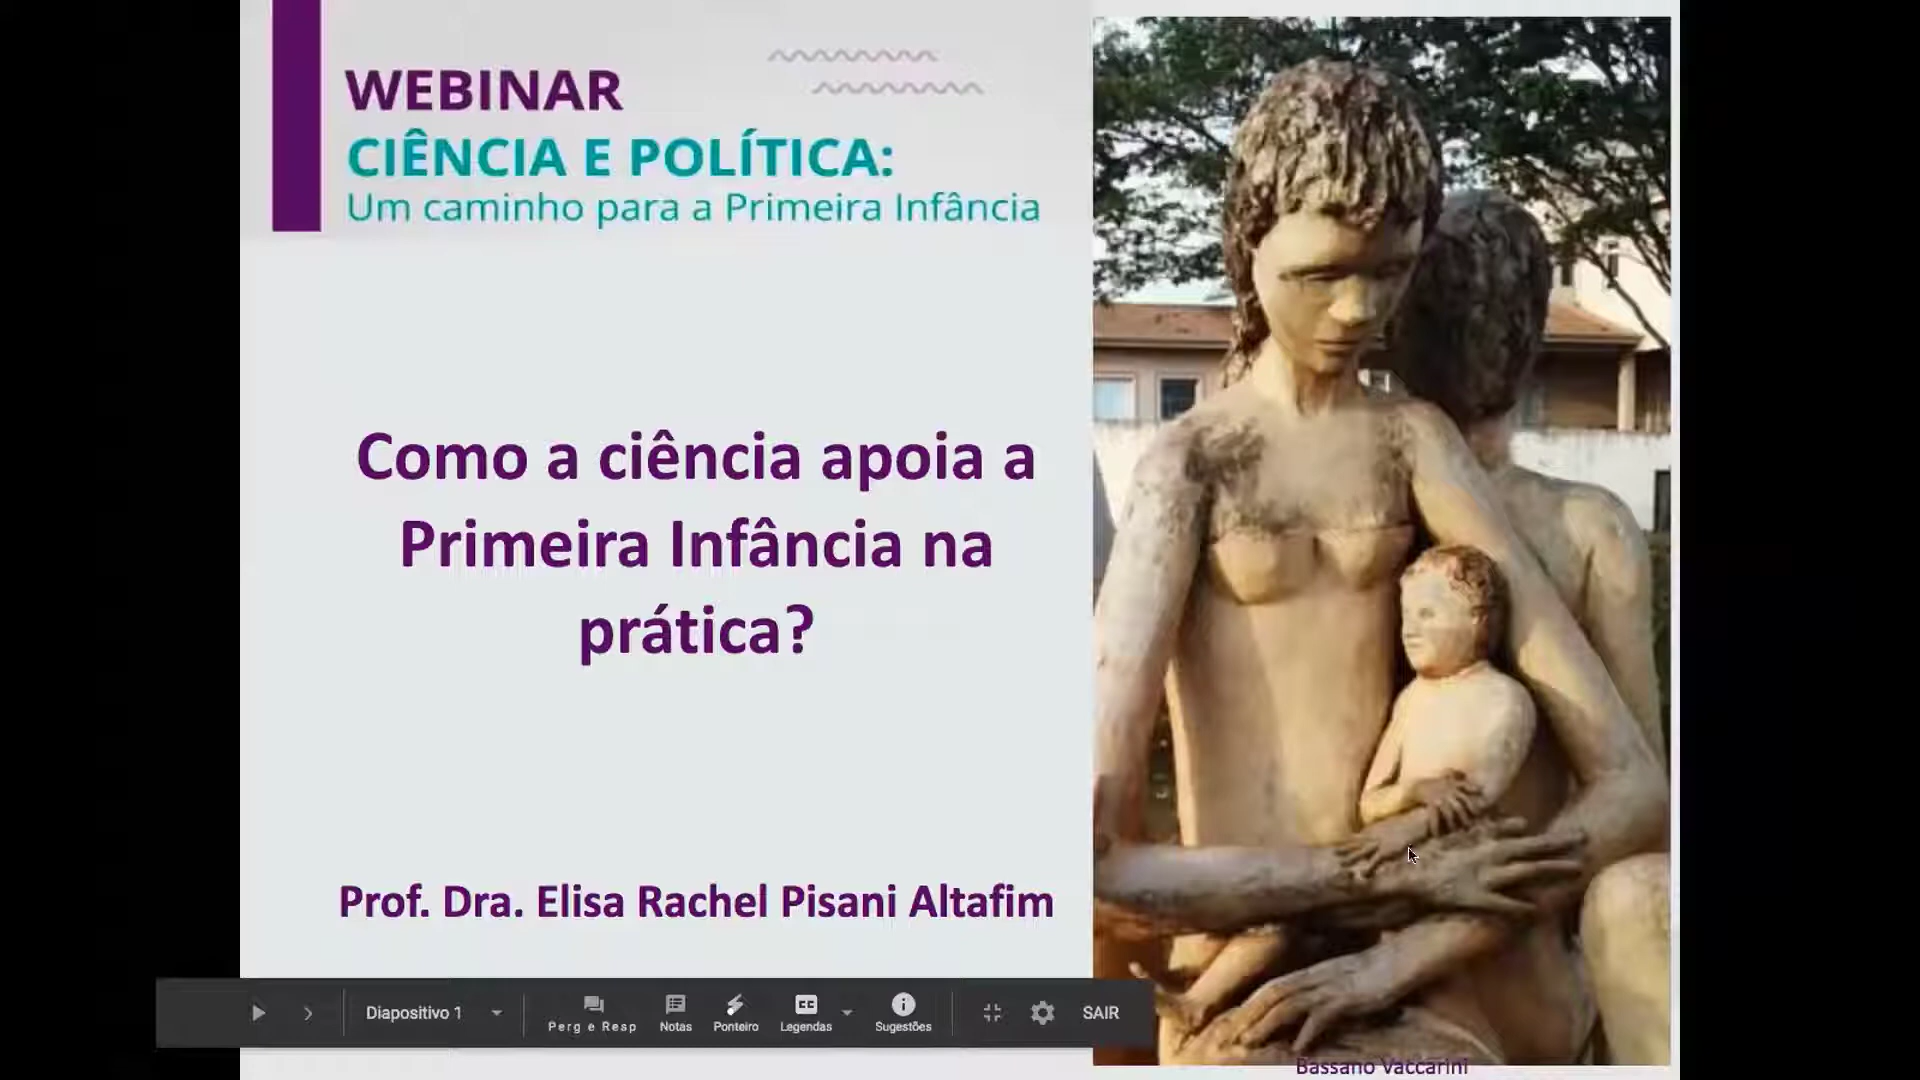 WEBINAR
CIÊNCIA E POLÍTICA:
Um caminho para a Primeira Infância
Como a ciência apoia a
Primeira Infância na
prática?
Prof. Dra. Elisa Rachel Pisani Altafim
Diapositivo 1
Perg e Resp
Notas
Ponteiro
Legendas
Sugestões
SAIR
Bassano Vaccarini